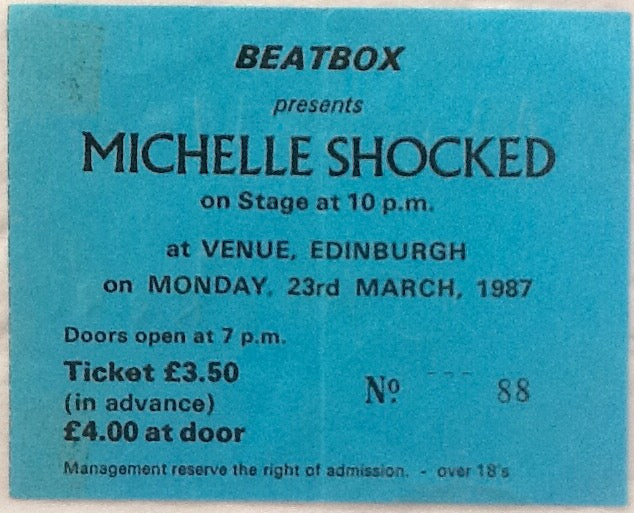 BEATBOX
presents
MICHELLE SHOCKED
on Stage at 10 p.m.
at VENUE, EDINBURGH
on MONDAY, 23rd MARCH, 1987
Doors open at 7 p.m.
Ticket £3.50
(in advance)
£4.00 at door
Nº 88
Management reserve the right of admission. - over 18's